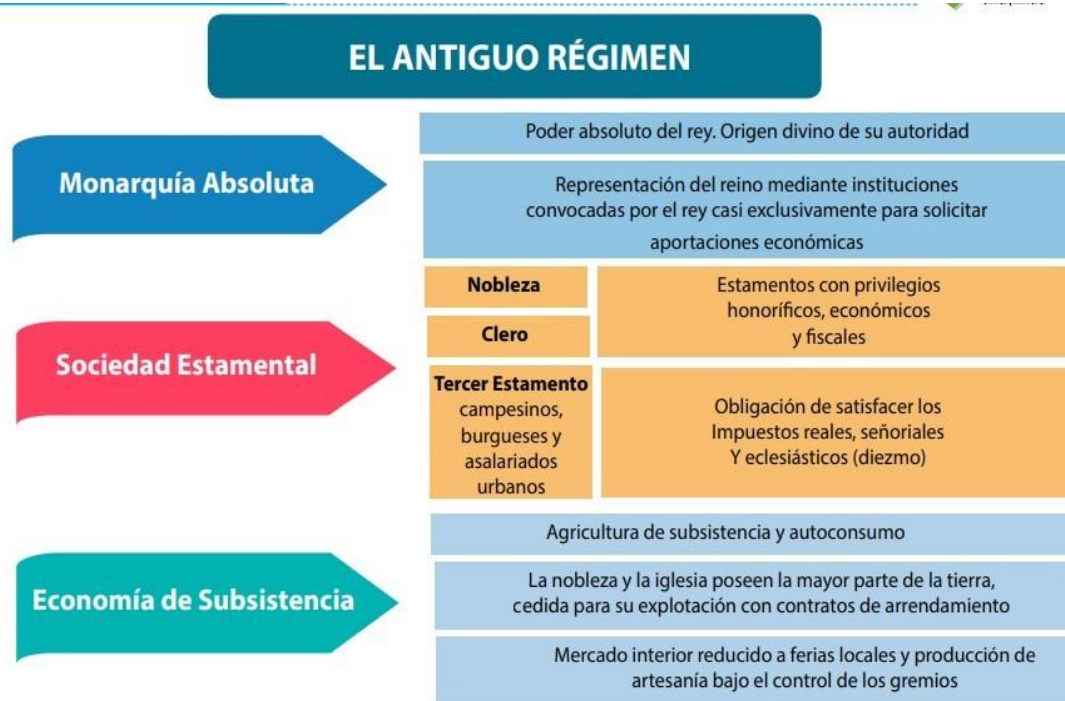 EL ANTIGUO RÉGIMEN
Monarquía Absoluta
Poder absoluto del rey. Origen divino de su autoridad
Representación del reino mediante instituciones
convocadas por el rey casi exclusivamente para solicitar
aportaciones económicas
Sociedad Estamental
Nobleza
Clero
Estamentos con privilegios
honoríficos, económicos
y fiscales
Tercer Estamento
campesinos,
burgueses y
asalariados
urbanos
Obligación de satisfacer los
Impuestos reales, señoriales
Y eclesiásticos (diezmo)
Economía de Subsistencia
Agricultura de subsistencia y autoconsumo
La nobleza y la iglesia poseen la mayor parte de la tierra,
cedida para su explotación con contratos de arrendamiento
Mercado interior reducido a ferias locales y producción de
artesanía bajo el control de los gremios